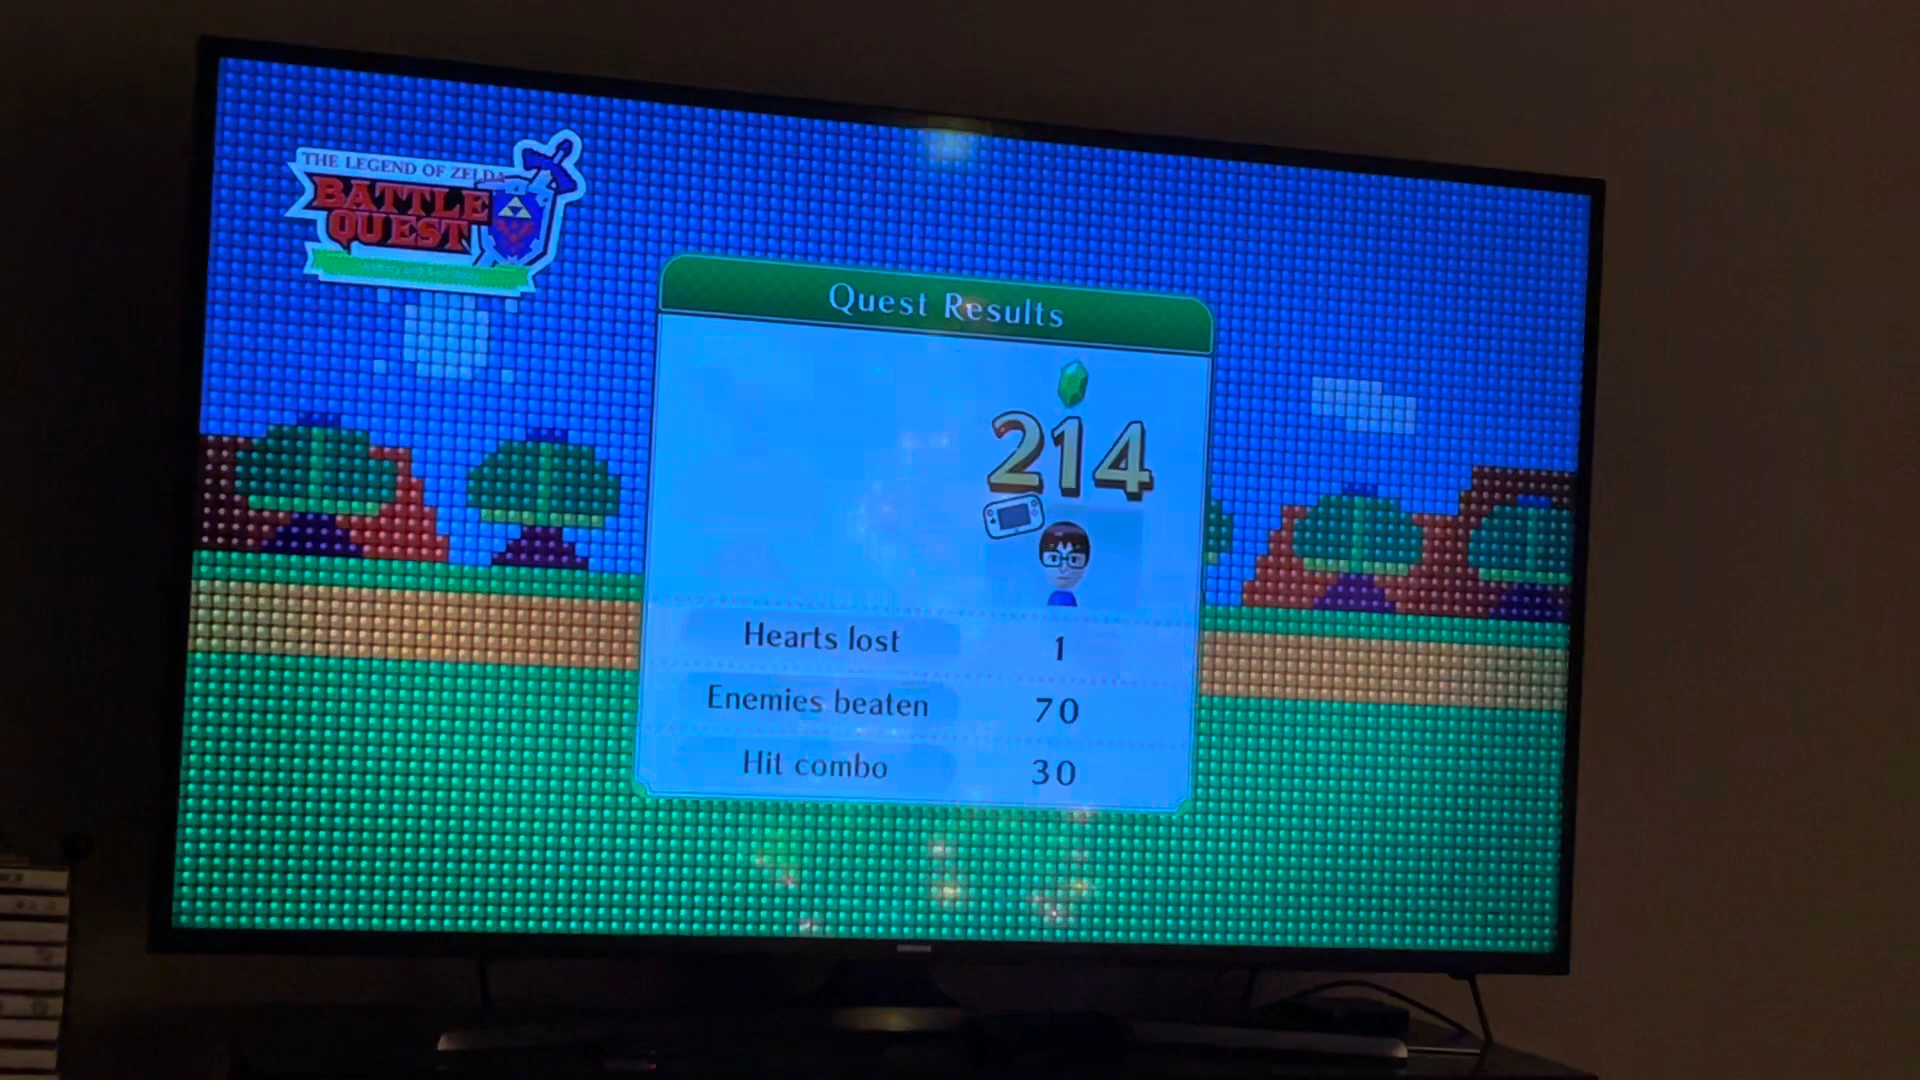 THE LEGEND OF ZELDA
BATTLE
QUEST
Quest Results
214
Hearts lost 1
Enemies beaten 70
Hit combo 30